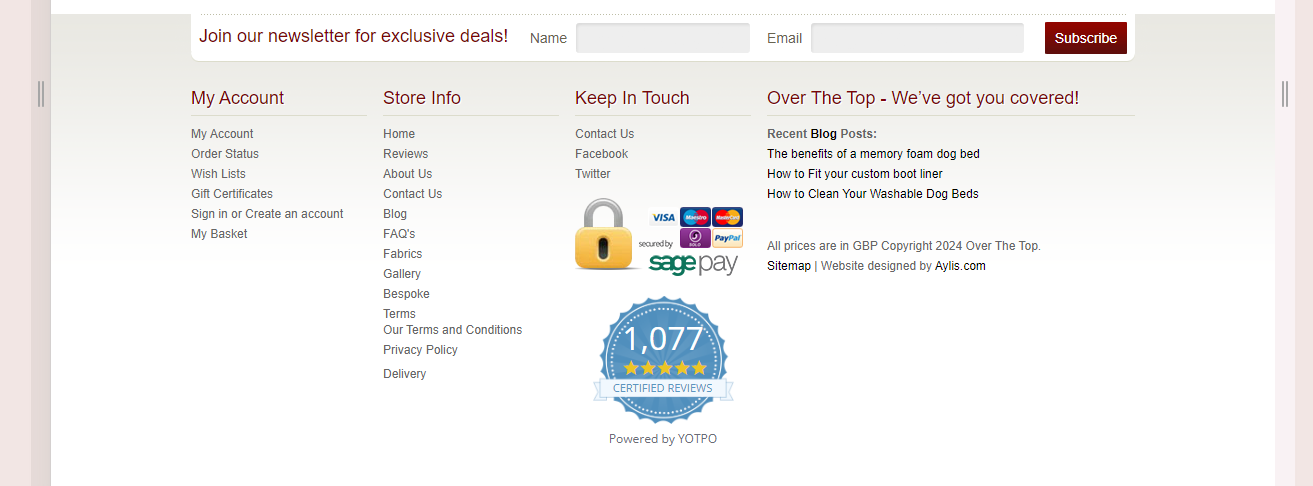 Join our newsletter for exclusive deals! Name Email Subscribe
My Account
My Account
Order Status
Wish Lists
Gift Certificates
Sign in or Create an account
My Basket
Store Info
Home
Reviews
About Us
Contact Us
Blog
FAQ's
Fabrics
Gallery
Bespoke
Terms
Our Terms and Conditions
Privacy Policy
Delivery
Keep In Touch
Contact Us
Facebook
Twitter
VISA Maestro MasterCard
secured by SOLO PayPal
sage pay
1,077
CERTIFIED REVIEWS
Powered by YOTPO
Over The Top - We’ve got you covered!
Recent Blog Posts:
The benefits of a memory foam dog bed
How to Fit your custom boot liner
How to Clean Your Washable Dog Beds
All prices are in GBP Copyright 2024 Over The Top.
Sitemap | Website designed by Aylis.com